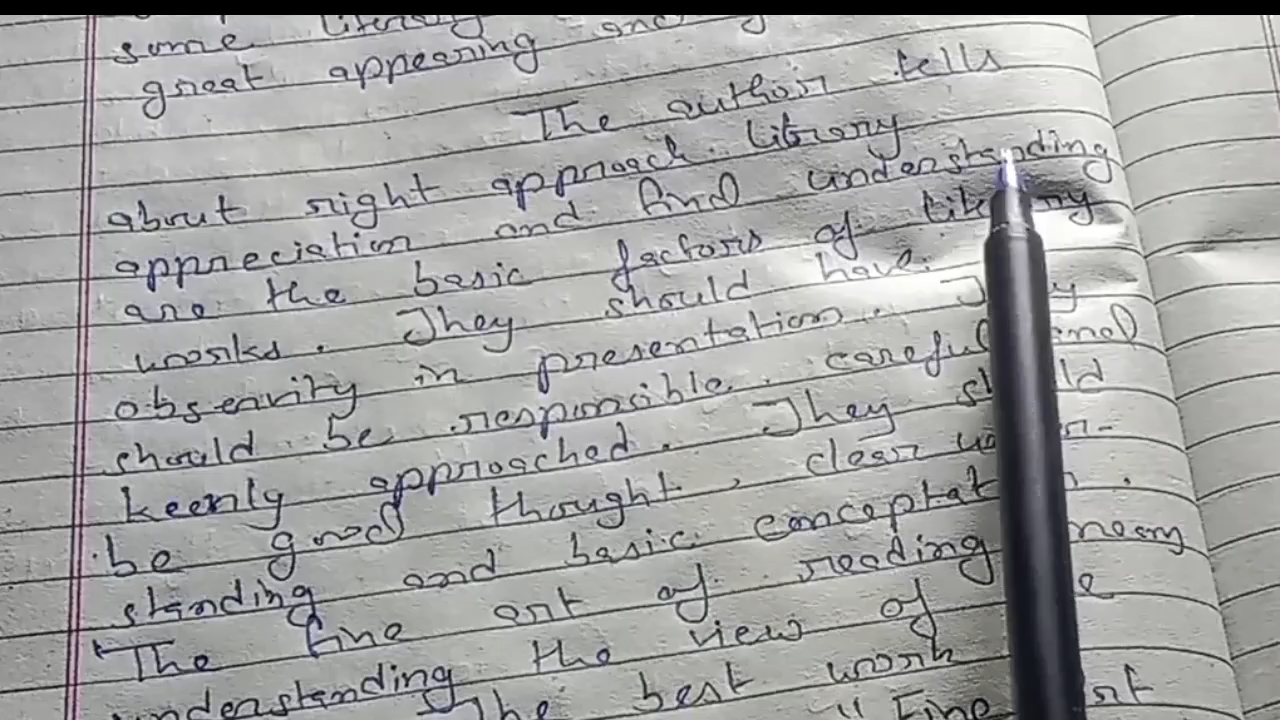 some literary
great appearing and
The author tells
about right approach. literary
appreciation and find understanding
are the basic factors of literary
works. They should have.
observity in presentation. They
should be responsible. careful and
keenly approached. They should
be good thought, clear under-
standing and basic conceptation.
"The fine art of reading meany
understanding the view of the
The best work
" Fine art